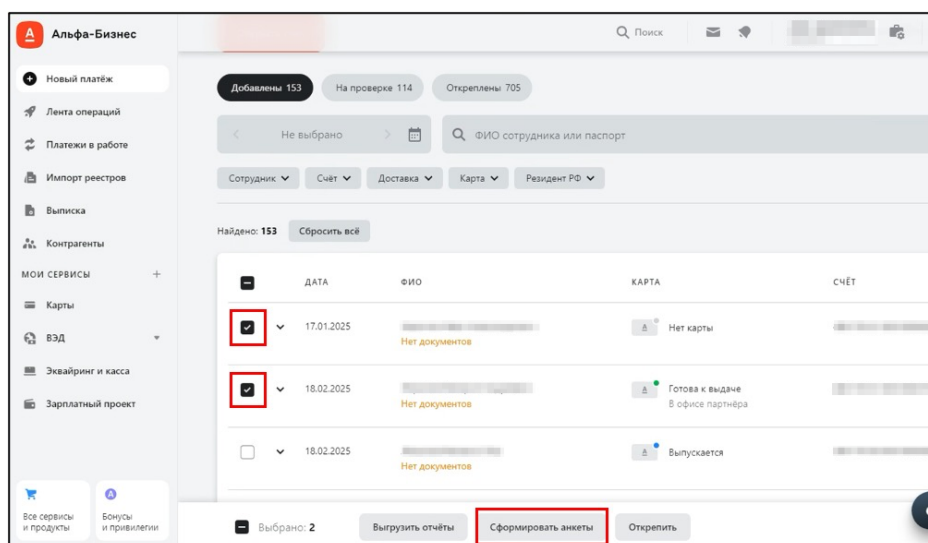 А Альфа-Бизнес
Поиск
Новый платёж
Лента операций
Платежи в работе
Импорт реестров
Выписка
Контрагенты
МОИ СЕРВИСЫ +
Карты
ВЭД
Эквайринг и касса
Зарплатный проект
Все сервисы
и продукты
Бонусы
и привилегии
Добавлены 153 На проверке 114 Откреплены 705
Не выбрано ФИО сотрудника или паспорт
Сотрудник Счёт Доставка Карта Резидент РФ
Найдено: 153 Сбросить всё
ДАТА ФИО КАРТА СЧЁТ
17.01.2025 А Нет карты
Нет документов
18.02.2025 А Готова к выдаче
Нет документов В офисе партнёра
18.02.2025 А Выпускается
Нет документов
Выбрано: 2 Выгрузить отчёты Сформировать анкеты Открепить